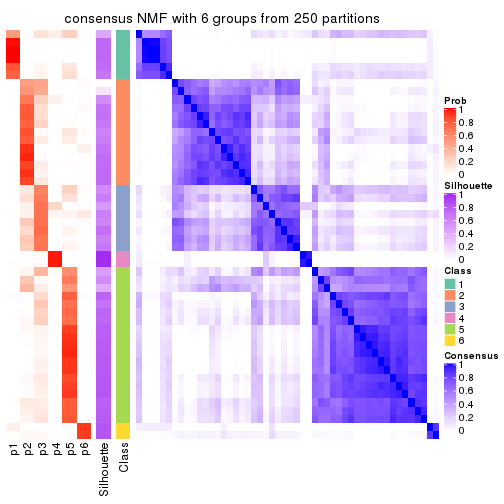 consensus NMF with 6 groups from 250 partitions
Prob
1
0.8
0.6
0.4
0.2
0
Silhouette
1
0.8
0.6
0.4
0.2
0
Class
1
2
3
4
5
6
Consensus
1
0.8
0.6
0.4
0.2
0
p1
p2
p3
p4
p5
p6
Silhouette
Class